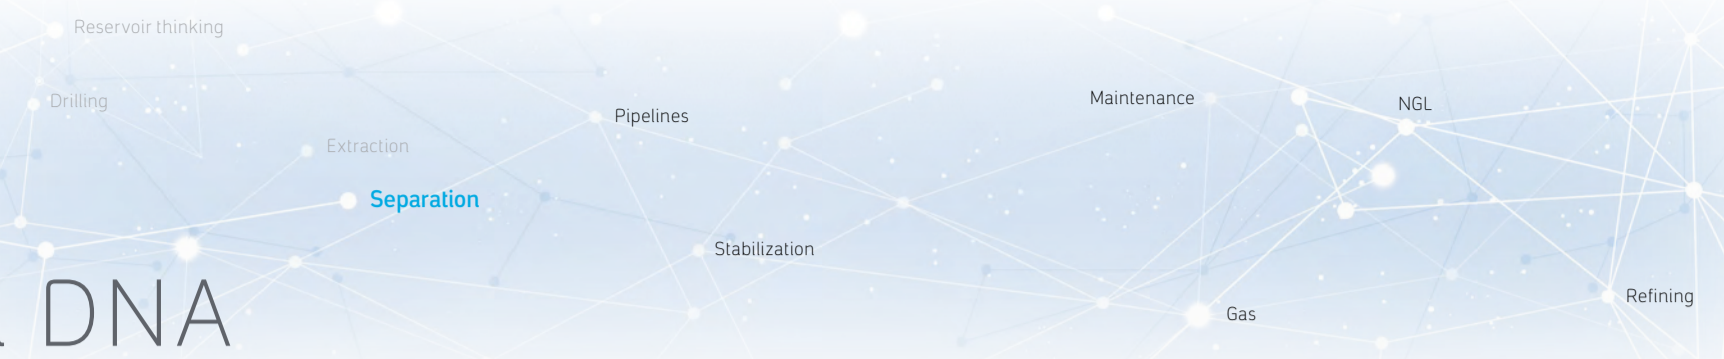 Reservoir thinking
Drilling
Extraction
Separation
Pipelines
Stabilization
Maintenance
NGL
Gas
Refining
DNA